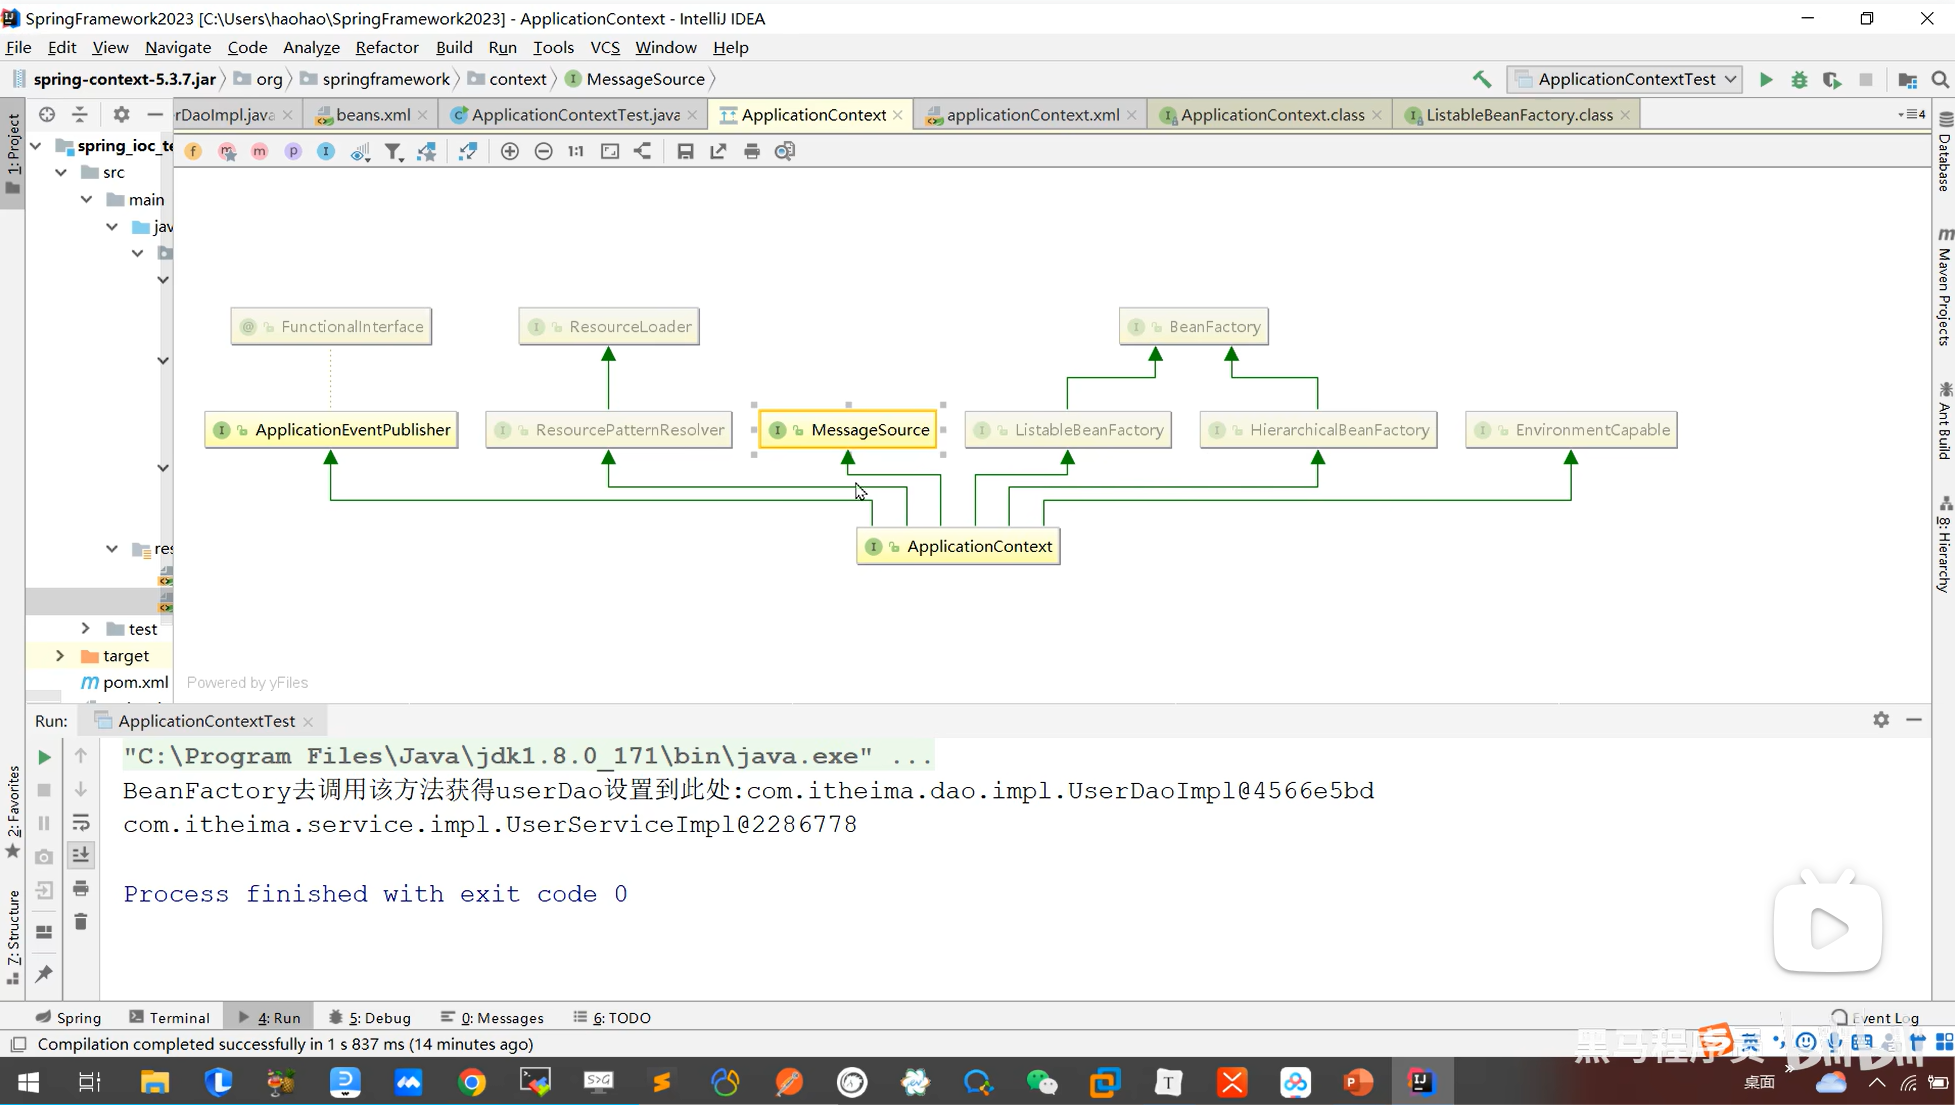 SpringFramework2023 [C:\Users\haohao\SpringFramework2023] - ApplicationContext - IntelliJ IDEA
File Edit View Navigate Code Analyze Refactor Build Run Tools VCS Window Help
spring-context-5.3.7.jar org springframework context MessageSource ApplicationContextTest
rDaoImpl.java beans.xml ApplicationContextTest.java ApplicationContext applicationContext.xml ApplicationContext.class ListableBeanFactory.class 4
1: Project
spring_ioc_te
src
main
jav
res
test
target
pom.xml
1:1
FunctionalInterface ResourceLoader BeanFactory
ApplicationEventPublisher ResourcePatternResolver MessageSource ListableBeanFactory HierarchicalBeanFactory EnvironmentCapable
ApplicationContext
Powered by yFiles
Database
Maven Projects
Ant Build
8: Hierarchy
Run: ApplicationContextTest
"C:\Program Files\Java\jdk1.8.0_171\bin\java.exe" ...
BeanFactory去调用该方法获得userDao设置到此处:com.itheima.dao.impl.UserDaoImpl@4566e5bd
com.itheima.service.impl.UserServiceImpl@2286778
Process finished with exit code 0
2: Favorites
7: Structure
Spring Terminal 4: Run 5: Debug 0: Messages 6: TODO Event Log
Compilation completed successfully in 1 s 837 ms (14 minutes ago)
黑马程序员 bilibili
桌面